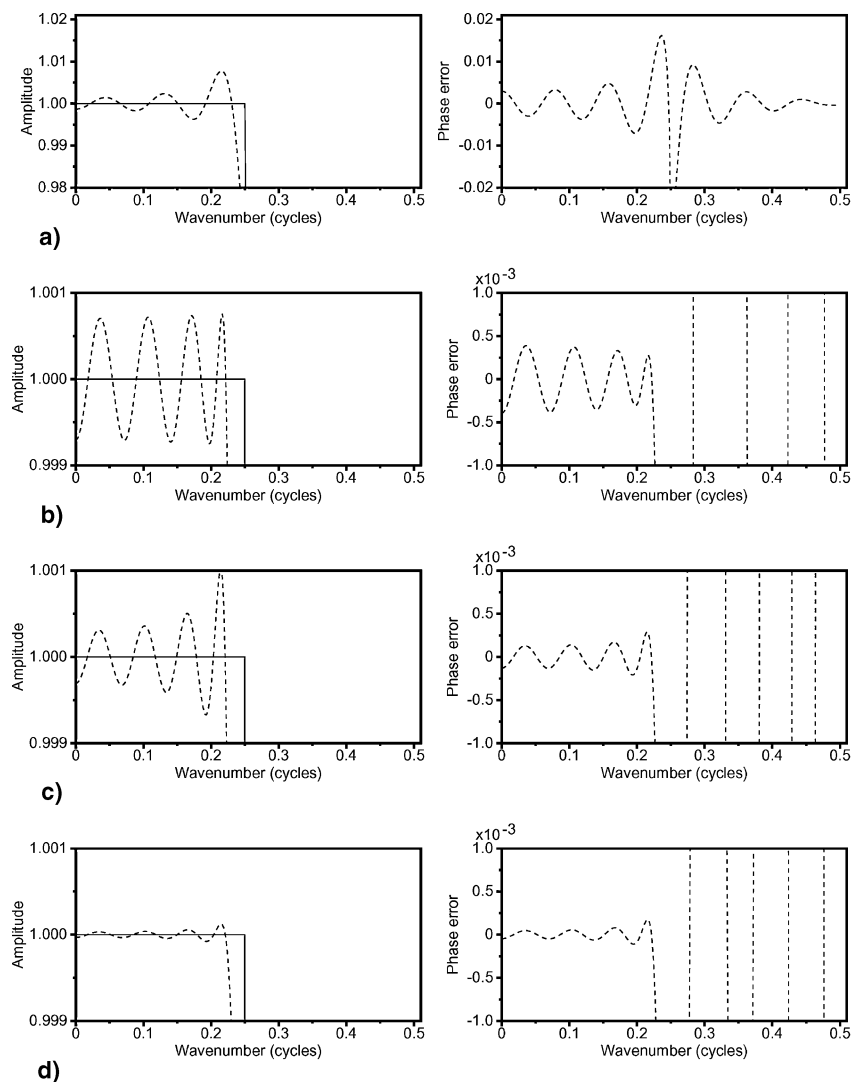 1.02
1.01
1.00
0.99
0.98
Amplitude
0 0.1 0.2 0.3 0.4 0.5
Wavenumber (cycles)
0.02
0.01
0
-0.01
-0.02
Phase error
0 0.1 0.2 0.3 0.4 0.5
Wavenumber (cycles)
a)
1.001
1.000
0.999
Amplitude
0 0.1 0.2 0.3 0.4 0.5
Wavenumber (cycles)
x10-3
1.0
0.5
0
-0.5
-1.0
Phase error
0 0.1 0.2 0.3 0.4 0.5
Wavenumber (cycles)
b)
1.001
1.000
0.999
Amplitude
0 0.1 0.2 0.3 0.4 0.5
Wavenumber (cycles)
x10-3
1.0
0.5
0
-0.5
-1.0
Phase error
0 0.1 0.2 0.3 0.4 0.5
Wavenumber (cycles)
c)
1.001
1.000
0.999
Amplitude
0 0.1 0.2 0.3 0.4 0.5
Wavenumber (cycles)
x10-3
1.0
0.5
0
-0.5
-1.0
Phase error
0 0.1 0.2 0.3 0.4 0.5
Wavenumber (cycles)
d)